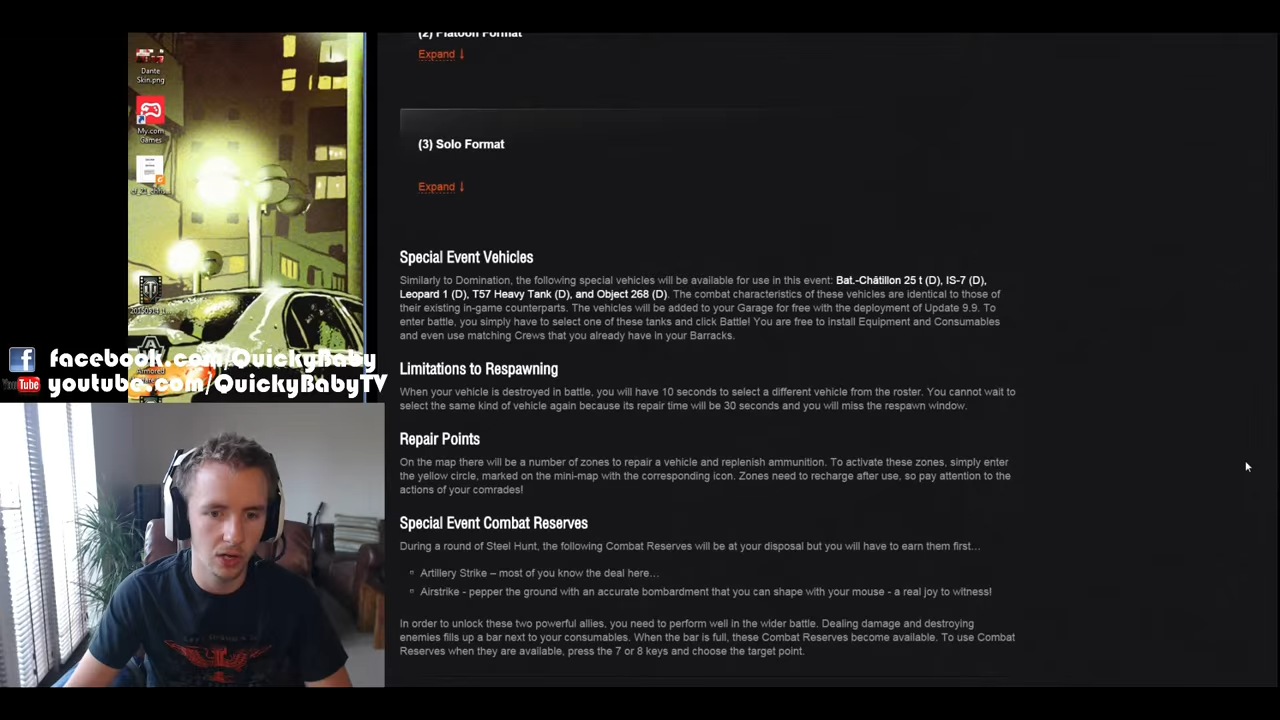 (2) Platoon Format
Expand ↓
(3) Solo Format
Expand ↓
Special Event Vehicles
Similarly to Domination, the following special vehicles will be available for use in this event: Bat.-Châtillon 25 t (D), IS-7 (D),
Leopard 1 (D), T57 Heavy Tank (D), and Object 268 (D). The combat characteristics of these vehicles are identical to those of
their existing in-game counterparts. The vehicles will be added to your Garage for free with the deployment of Update 9.9. To
enter battle, you simply have to select one of these tanks and click Battle! You are free to install Equipment and Consumables
and even use matching Crews that you already have in your Barracks.
Limitations to Respawning
When your vehicle is destroyed in battle, you will have 10 seconds to select a different vehicle from the roster. You cannot wait to
select the same kind of vehicle again because its repair time will be 30 seconds and you will miss the respawn window.
Repair Points
On the map there will be a number of zones to repair a vehicle and replenish ammunition. To activate these zones, simply enter
the yellow circle, marked on the mini-map with the corresponding icon. Zones need to recharge after use, so pay attention to the
actions of your comrades!
Special Event Combat Reserves
During a round of Steel Hunt, the following Combat Reserves will be at your disposal but you will have to earn them first…
Artillery Strike – most of you know the deal here…
Airstrike - pepper the ground with an accurate bombardment that you can shape with your mouse - a real joy to witness!
In order to unlock these two powerful allies, you need to perform well in the wider battle. Dealing damage and destroying
enemies fills up a bar next to your consumables. When the bar is full, these Combat Reserves become available. To use Combat
Reserves when they are available, press the 7 or 8 keys and choose the target point.
Dante
Skin.png
My.com
Games
facebook.com/QuickyBaby
YouTube youtube.com/QuickyBabyTV